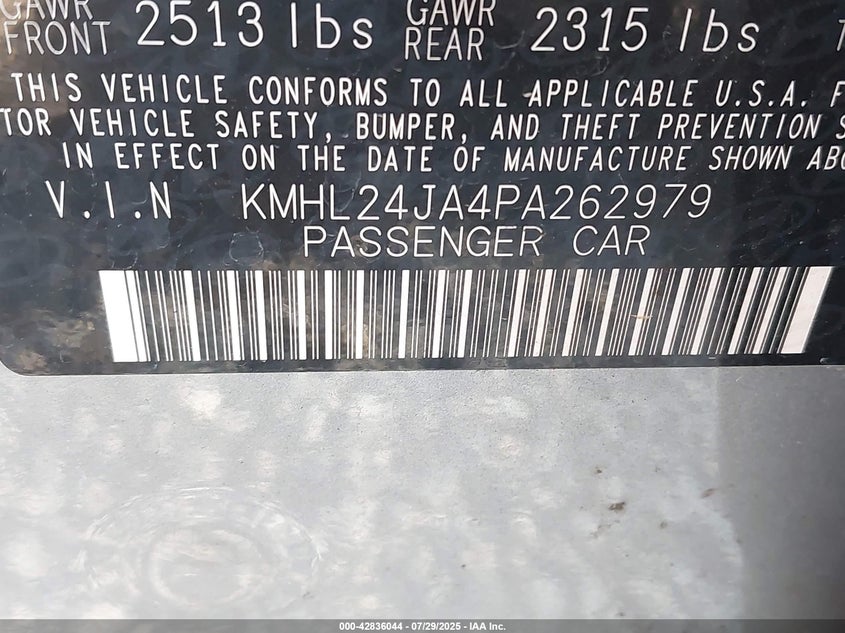 GAWR FRONT 2513 lbs GAWR REAR 2315 lbs
THIS VEHICLE CONFORMS TO ALL APPLICABLE U.S.A. F
TOR VEHICLE SAFETY, BUMPER, AND THEFT PREVENTION S
IN EFFECT ON THE DATE OF MANUFACTURE SHOWN ABO
V.I.N KMHL24JA4PA262979
PASSENGER CAR
000-42836044 / 07/29/2025 - IAA Inc.